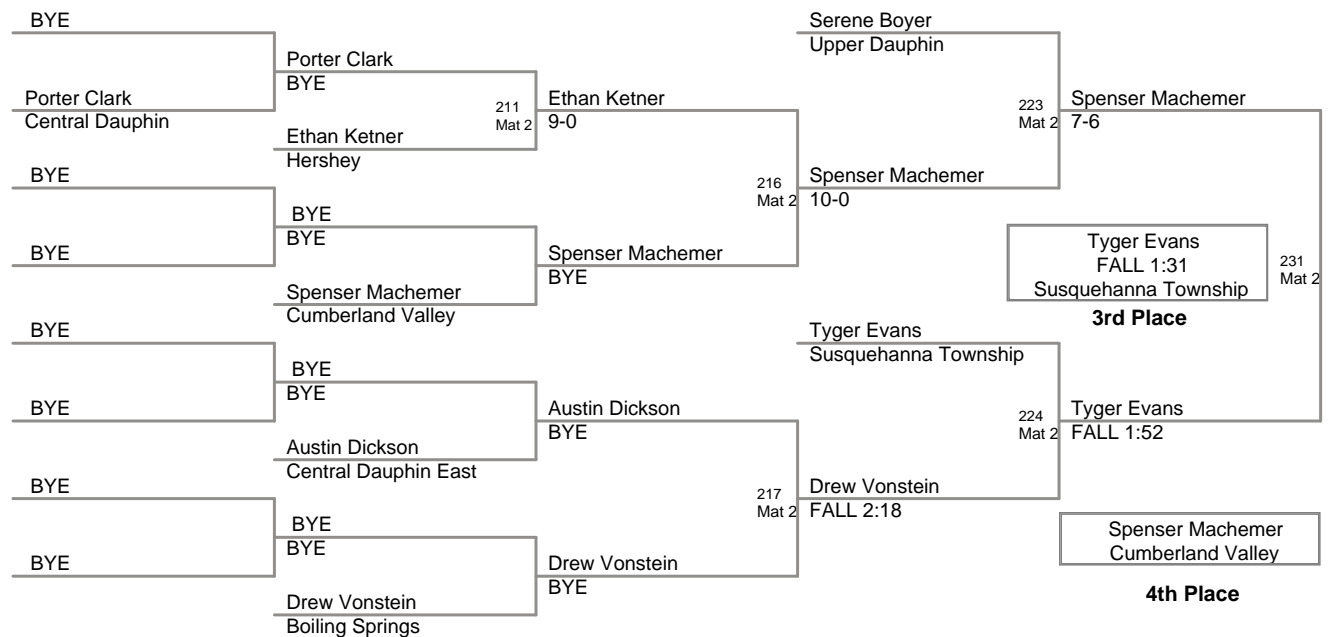 BYE
Porter Clark
Central Dauphin
BYE
BYE
BYE
BYE
BYE
BYE
Porter Clark
BYE
Ethan Ketner
Hershey
BYE
BYE
Spenser Machemer
Cumberland Valley
BYE
BYE
Austin Dickson
Central Dauphin East
BYE
BYE
Drew Vonstein
Boiling Springs
211
Mat 2
Ethan Ketner
9-0
Spenser Machemer
BYE
Austin Dickson
BYE
Drew Vonstein
BYE
216
Mat 2
217
Mat 2
Serene Boyer
Upper Dauphin
Spenser Machemer
10-0
Tyger Evans
Susquehanna Township
Drew Vonstein
FALL 2:18
223
Mat 2
224
Mat 2
Spenser Machemer
7-6
Tyger Evans
FALL 1:52
231
Mat 2
Tyger Evans
FALL 1:31
Susquehanna Township
3rd Place
Spenser Machemer
Cumberland Valley
4th Place